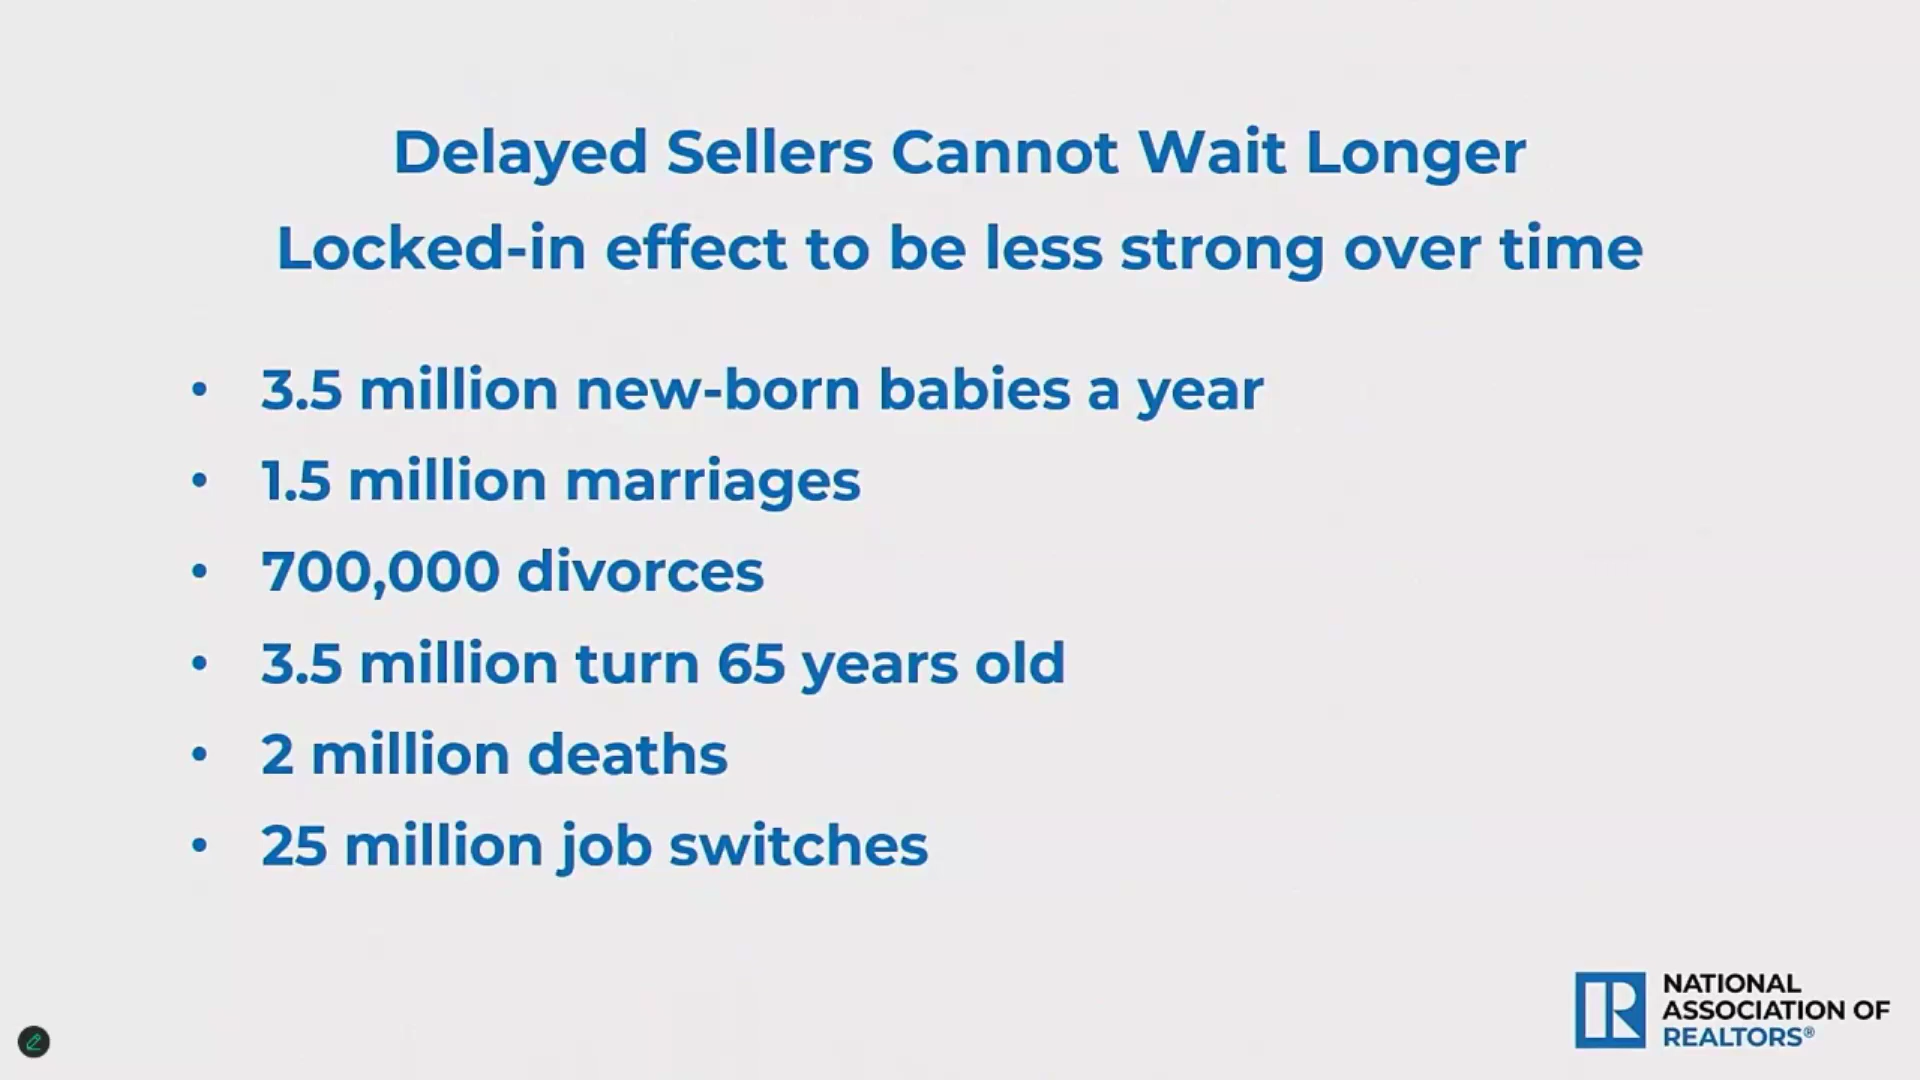 Delayed Sellers Cannot Wait Longer
Locked-in effect to be less strong over time
• 3.5 million new-born babies a year
• 1.5 million marriages
• 700,000 divorces
• 3.5 million turn 65 years old
• 2 million deaths
• 25 million job switches
NATIONAL
ASSOCIATION OF
REALTORS®